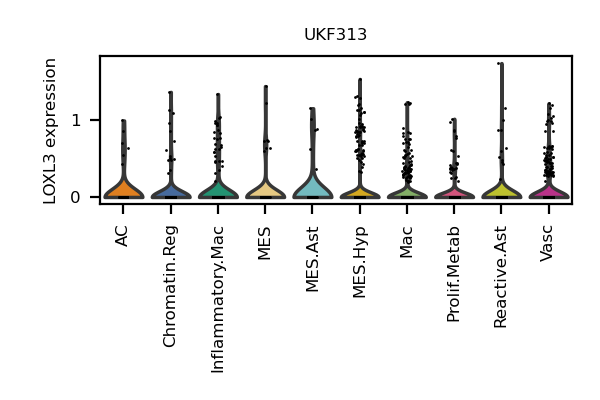 UKF313
LOXL3 expression
1
0
AC
Chromatin.Reg
Inflammatory.Mac
MES
MES.Ast
MES.Hyp
Mac
Prolif.Metab
Reactive.Ast
Vasc